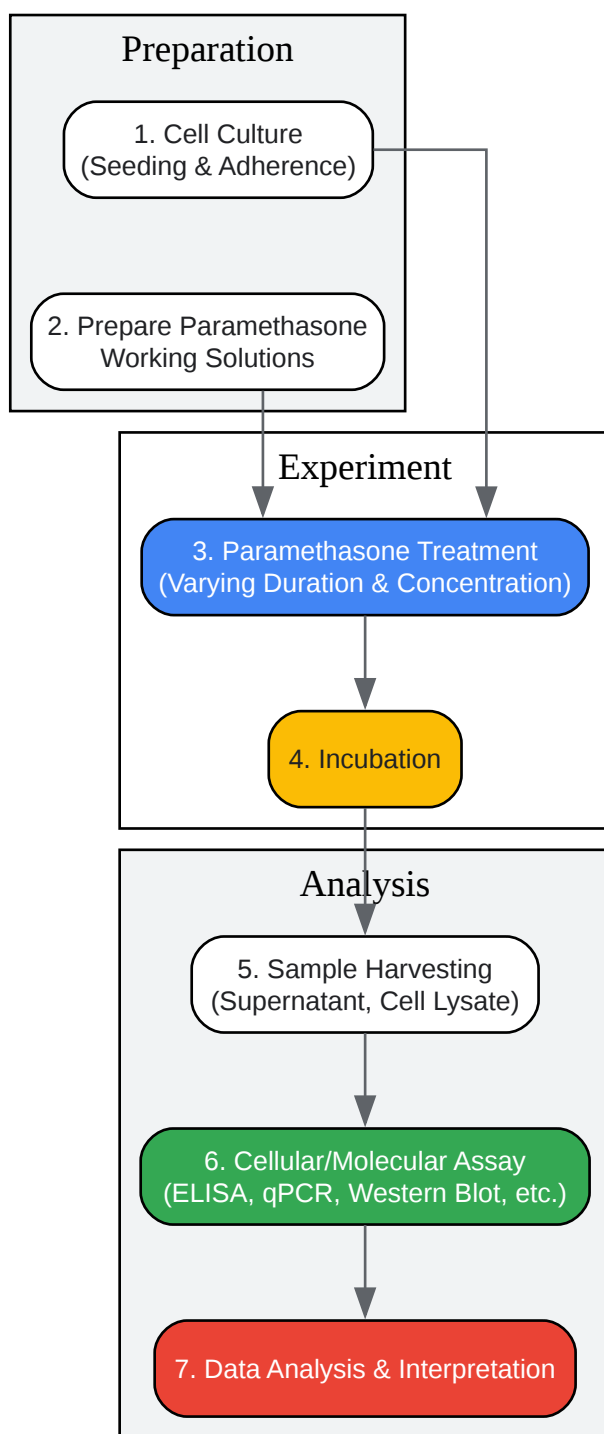 Preparation
1. Cell Culture
(Seeding & Adherence)
2. Prepare Paramethasone
Working Solutions
Experiment
3. Paramethasone Treatment
(Varying Duration & Concentration)
4. Incubation
Analysis
5. Sample Harvesting
(Supernatant, Cell Lysate)
6. Cellular/Molecular Assay
(ELISA, qPCR, Western Blot, etc.)
7. Data Analysis & Interpretation